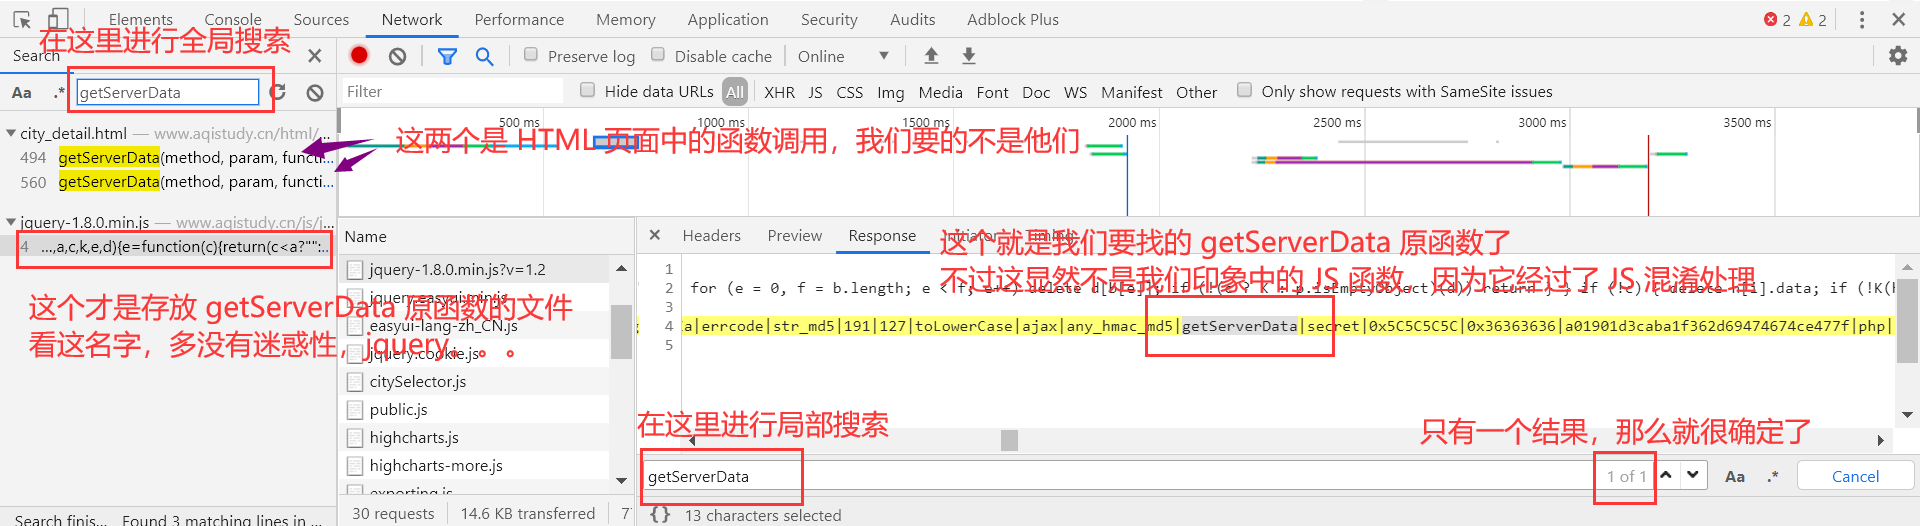 Elements Console Sources Network Performance Memory Application Security Audits Adblock Plus 2 2
在这里进行全局搜索
Search
Preserve log Disable cache Online
Aa .* getServerData
Filter Hide data URLs All XHR JS CSS Img Media Font Doc WS Manifest Other Only show requests with SameSite issues
500 ms 1000 ms 1500 ms 2000 ms 2500 ms 3000 ms 3500 ms
city_detail.html — www.aqistudy.cn/html/...
494 getServerData(method, param, functi...
560 getServerData(method, param, functi...
这两个是 HTML 页面中的函数调用，我们要的不是他们
jquery-1.8.0.min.js — www.aqistudy.cn/js/j...
4 ...,a,c,k,e,d){e=function(c){return(c<a?"":...
这个才是存放 getServerData 原函数的文件
看这名字，多没有迷惑性，jquery。。。
Name
jquery-1.8.0.min.js?v=1.2
jquery.easyui.min.js
easyui-lang-zh_CN.js
jquery.cookie.js
citySelector.js
public.js
highcharts.js
highcharts-more.js
exporting.js
Headers Preview Response Initiator Timing
这个就是我们要找的 getServerData 原函数了
不过这显然不是我们印象中的 JS 函数，因为它经过了 JS 混淆处理
1
2 for (e = 0, f = b.length; e < f; e++) delete d[b[e]]; if (!(c ? K : p.isEmptyObject)(d)) return } if (!c) { delete h[i].data; if (!K(h
3
4 a|errcode|str_md5|191|127|toLowerCase|ajax|any_hmac_md5|getServerData|secret|0x5C5C5C5C|0x36363636|a01901d3caba1f362d69474674ce477f|php|
5
在这里进行局部搜索
只有一个结果，那么就很确定了
getServerData 1 of 1 Aa .* Cancel
{} 13 characters selected
30 requests 14.6 KB transferred 7
Search finis... Found 3 matching lines in ...